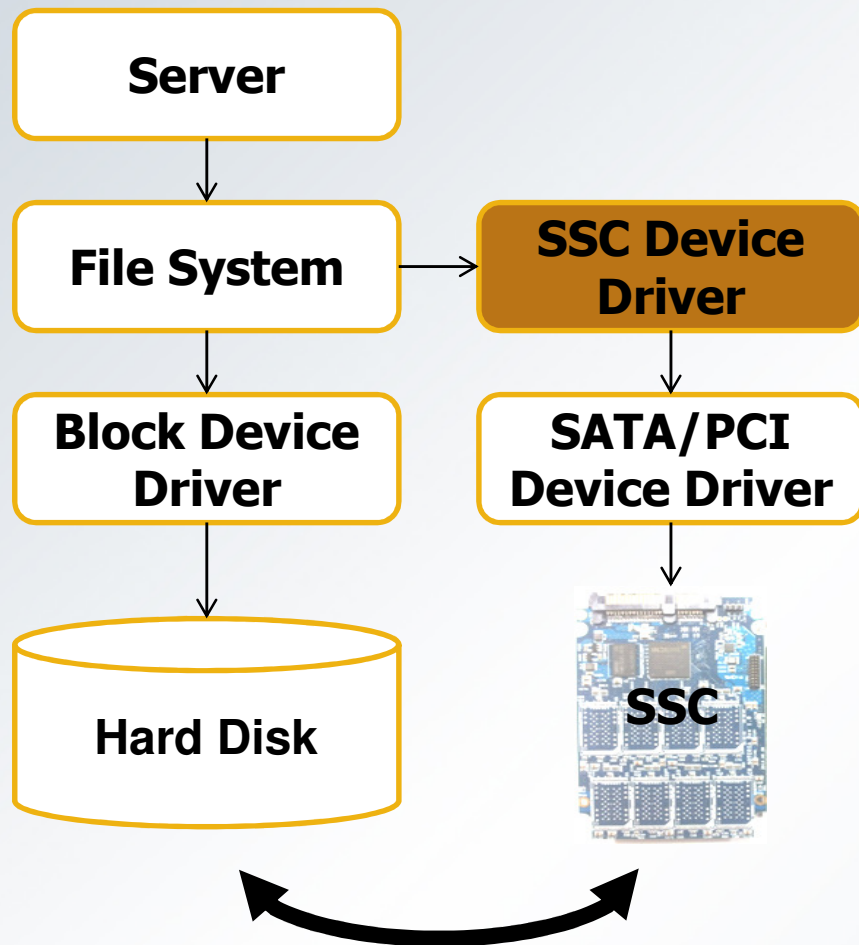 Server
File System
SSC Device
Driver
Block Device
Driver
SATA/PCI
Device Driver
Hard Disk
SSC